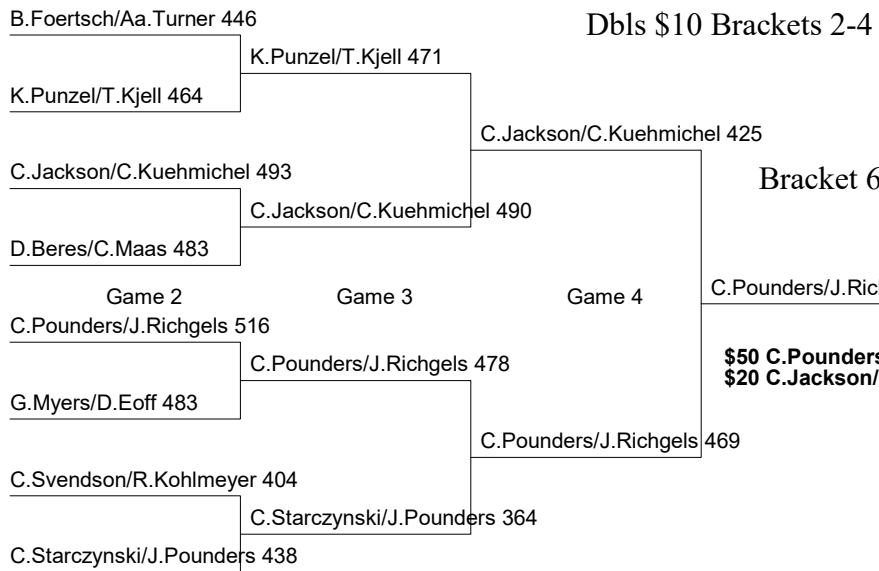 B.Foertsch/Aa.Turner 446
Dbls $10 Brackets 2-4
K.Punzel/T.Kjell 471
K.Punzel/T.Kjell 464
C.Jackson/C.Kuehmichel 425
C.Jackson/C.Kuehmichel 493
Bracket 6
C.Jackson/C.Kuehmichel 490
D.Beres/C.Maas 483
Game 2
Game 3
Game 4
C.Pounders/J.Ric
C.Pounders/J.Richgels 516
C.Pounders/J.Richgels 478
$50 C.Pounders
$20 C.Jackson/
G.Myers/D.Eoff 483
C.Pounders/J.Richgels 469
C.Svendson/R.Kohlmeyer 404
C.Starczynski/J.Pounders 364
C.Starczynski/J.Pounders 438